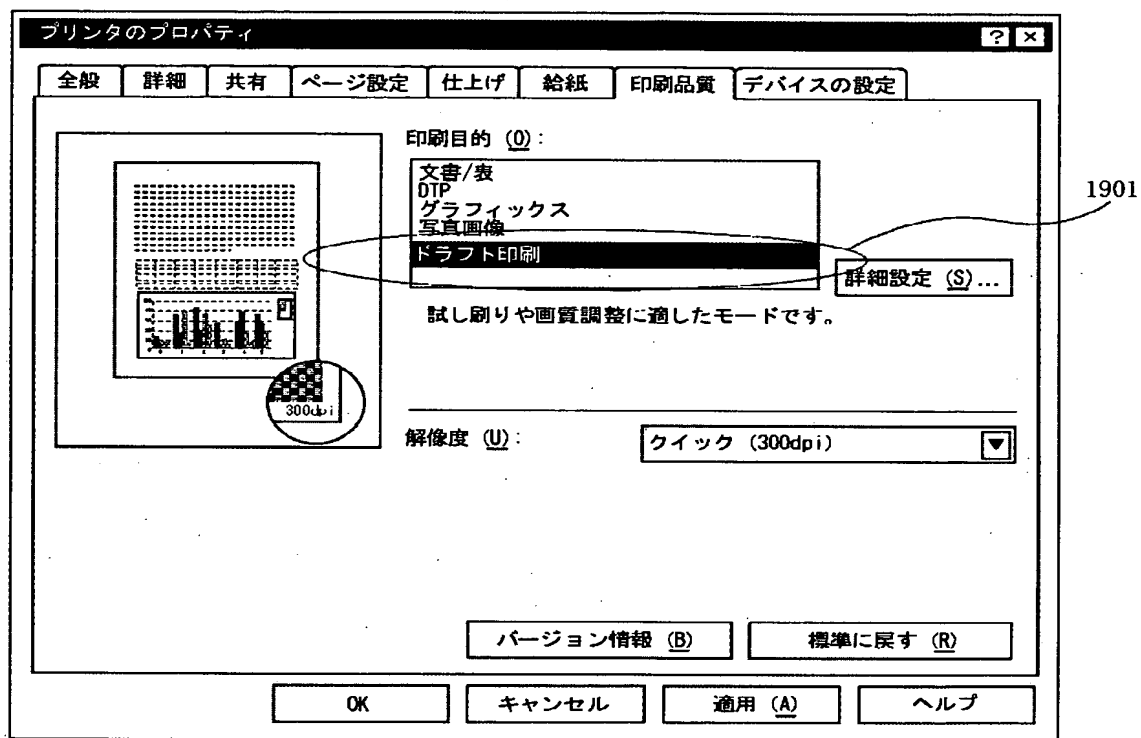 プリンタのプロパティ
? ×
全般 詳細 共有 ページ設定 仕上げ 給紙 印刷品質 デバイスの設定
印刷目的 (O):
文書/表
DTP
グラフィックス
写真画像
ドラフト印刷
1901
詳細設定 (S)...
試し刷りや画質調整に適したモードです。
300dpi
解像度 (U): クイック (300dpi)
バージョン情報 (B) 標準に戻す (R)
OK キャンセル 適用 (A) ヘルプ